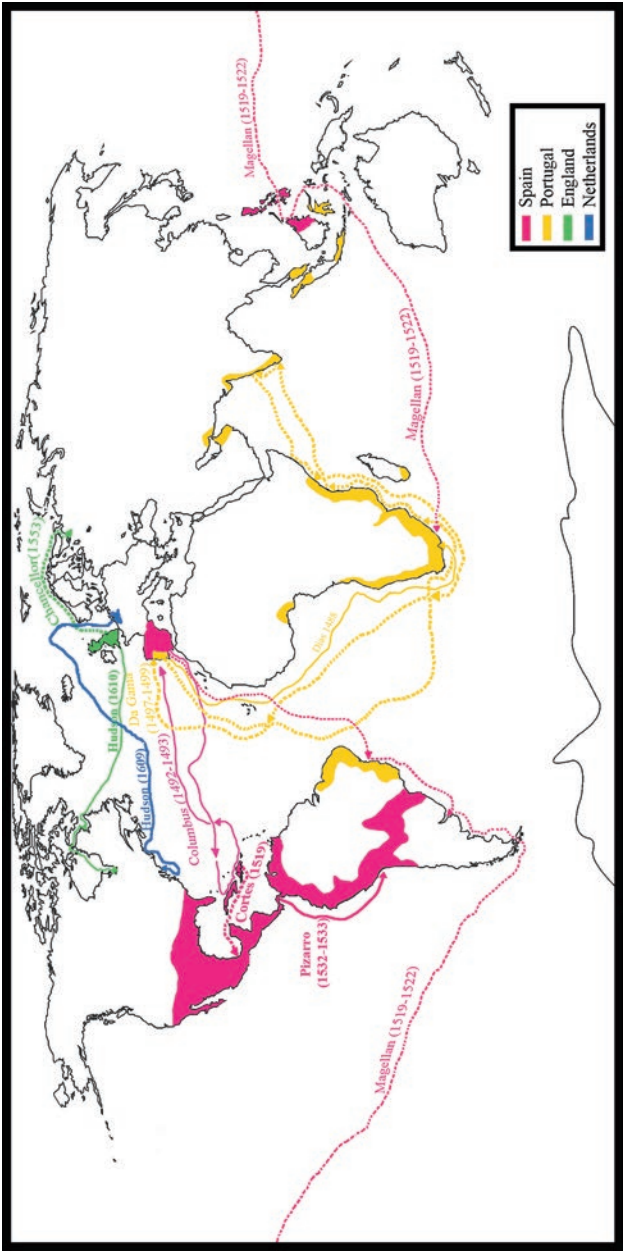 Magellan (1519-1522)
Chancellor(1553)
Hudson (1610)
Da Gama
(1497-1499)
Hudson (1609)
Columbus (1492-1493)
Cortes (1519)
Dias 1488
Pizarro
(1532-1533)
Magellan (1519-1522)
Magellan (1519-1522)
Spain
Portugal
England
Netherlands